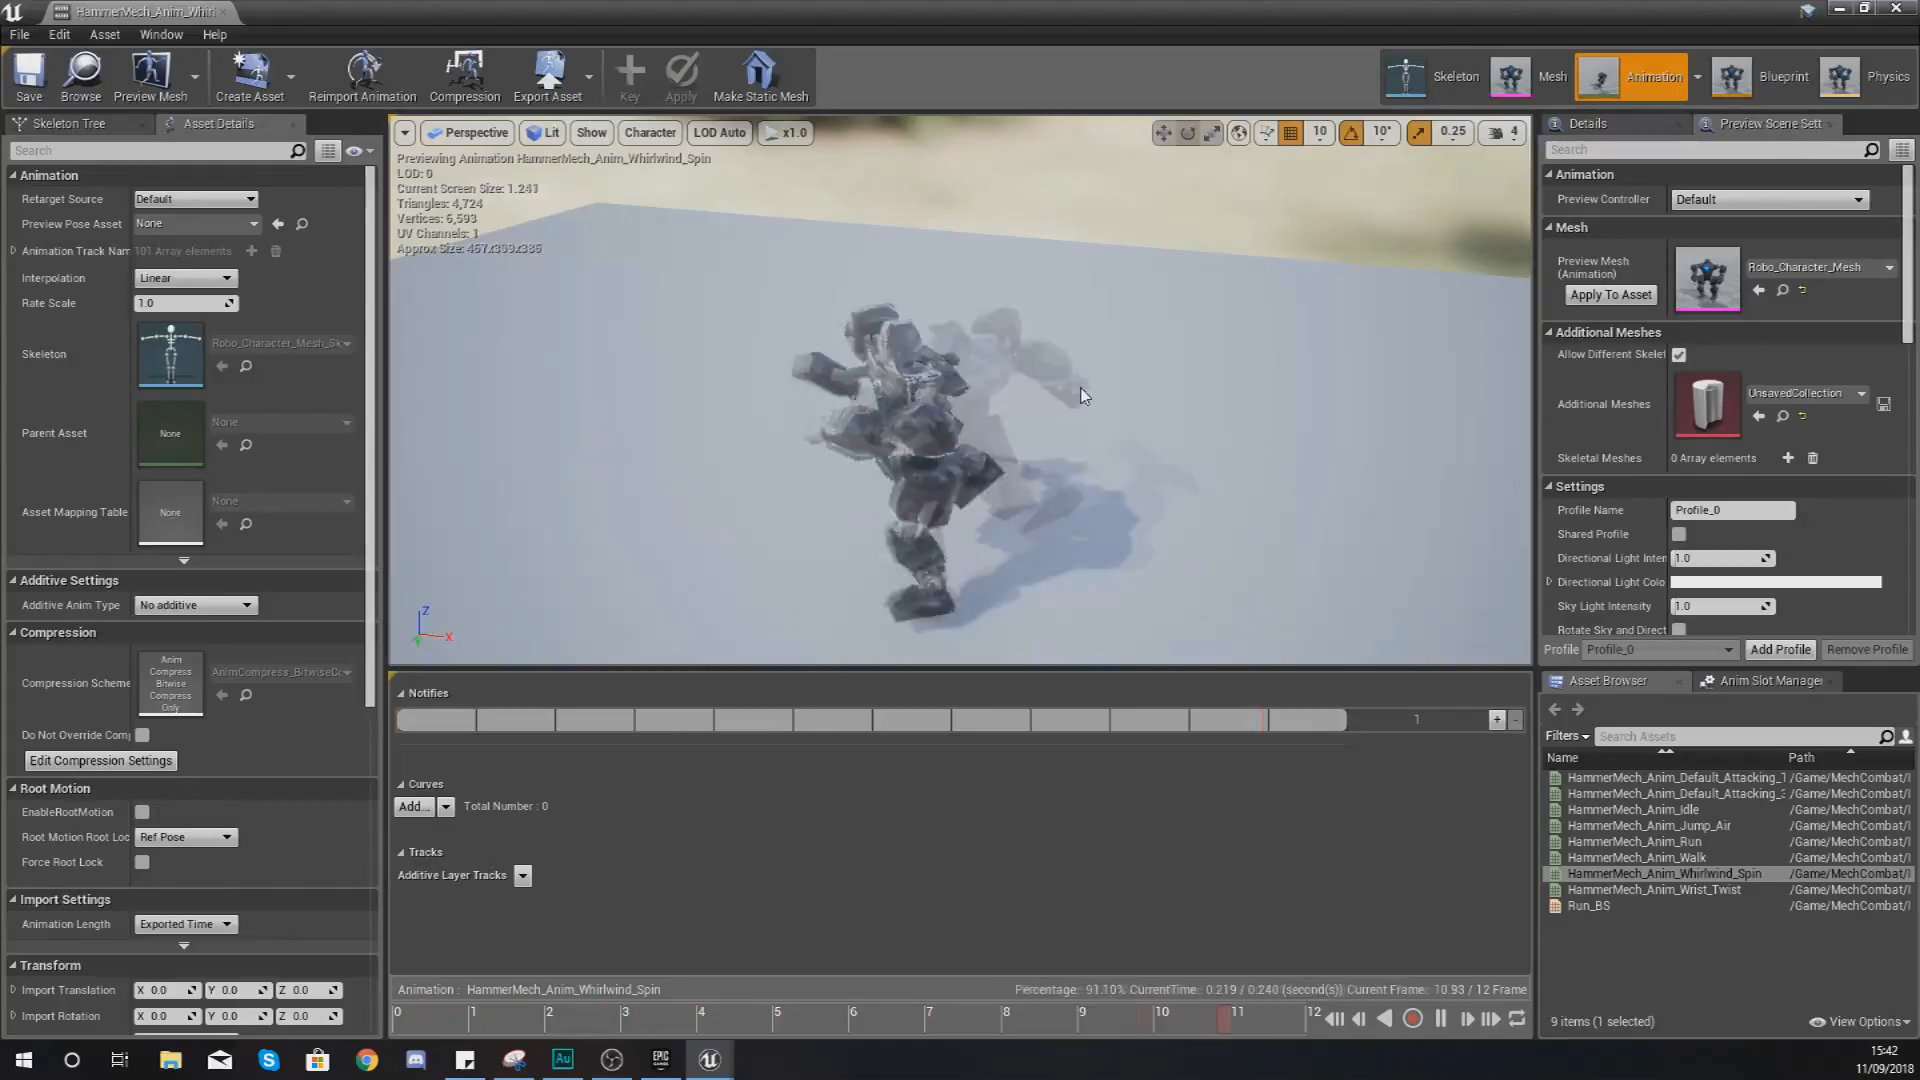 HammerMech_Anim_Whirl
File Edit Asset Window Help
Save Browse Preview Mesh Create Asset Reimport Animation Compression Export Asset Key Apply Make Static Mesh
Skeleton Mesh Animation Blueprint Physics
Skeleton Tree Asset Details
Search
Animation
Retarget Source Default
Preview Pose Asset None
Animation Track Nam 101 Array elements
Interpolation Linear
Rate Scale 1.0
Skeleton Robo_Character_Mesh_Sk
Parent Asset None None
Asset Mapping Table None None
Additive Settings
Additive Anim Type No additive
Compression
Compression Scheme Anim Compress Bitwise Compress Only AnimCompress_BitwiseCo
Do Not Override Com
Edit Compression Settings
Root Motion
EnableRootMotion
Root Motion Root Loc Ref Pose
Force Root Lock
Import Settings
Animation Length Exported Time
Transform
Import Translation X 0.0 Y 0.0 Z 0.0
Import Rotation X 0.0 Y 0.0 Z 0.0
Perspective Lit Show Character LOD Auto x1.0
10 10° 0.25 4
Previewing Animation HammerMech_Anim_Whirlwind_Spin
LOD: 0
Current Screen Size: 1.241
Triangles: 4,724
Vertices: 6,593
UV Channels: 1
Z
X
Notifies
1
Curves
Add... Total Number : 0
Tracks
Additive Layer Tracks
Animation : HammerMech_Anim_Whirlwind_Spin
Percentage: 91.10% CurrentTime: 0.219 / 0.240 (second(s)) Current Frame: 10.93 / 12 Frame
0 1 2 3 4 5 6 7 8 9 10 11 12
Details Preview Scene Sett
Search
Animation
Preview Controller Default
Mesh
Preview Mesh (Animation) Robo_Character_Mesh
Apply To Asset
Additional Meshes
Allow Different Skelet
Additional Meshes UnsavedCollection
Skeletal Meshes 0 Array elements
Settings
Profile Name Profile_0
Shared Profile
Directional Light Inten 1.0
Directional Light Colo
Sky Light Intensity 1.0
Rotate Sky and Direct
Profile Profile_0 Add Profile Remove Profile
Asset Browser Anim Slot Manager
Filters Search Assets
Name Path
HammerMech_Anim_Default_Attacking_1 /Game/MechCombat/I
HammerMech_Anim_Default_Attacking_3 /Game/MechCombat/I
HammerMech_Anim_Idle /Game/MechCombat/I
HammerMech_Anim_Jump_Air /Game/MechCombat/I
HammerMech_Anim_Run /Game/MechCombat/I
HammerMech_Anim_Walk /Game/MechCombat/I
HammerMech_Anim_Whirlwind_Spin /Game/MechCombat/I
HammerMech_Anim_Wrist_Twist /Game/MechCombat/I
Run_BS /Game/MechCombat/I
9 items (1 selected) View Options
Au
EPIC GAMES
15:42
11/09/2018